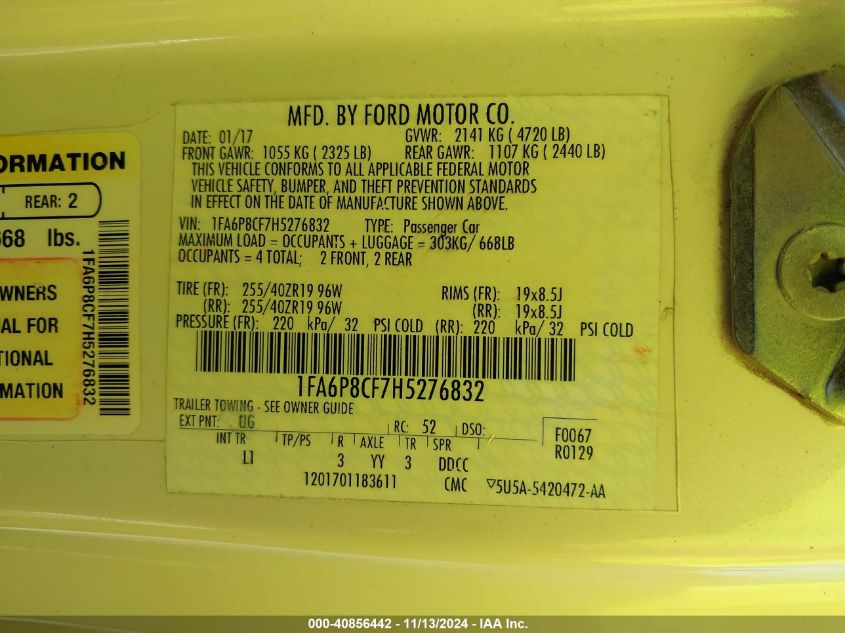 MFD. BY FORD MOTOR CO.
DATE: 01/17 GVWR: 2141 KG ( 4720 LB)
FRONT GAWR: 1055 KG ( 2325 LB) REAR GAWR: 1107 KG ( 2440 LB)
THIS VEHICLE CONFORMS TO ALL APPLICABLE FEDERAL MOTOR
VEHICLE SAFETY, BUMPER, AND THEFT PREVENTION STANDARDS
IN EFFECT ON THE DATE OF MANUFACTURE SHOWN ABOVE.
VIN: 1FA6P8CF7H5276832 TYPE: Passenger Car
MAXIMUM LOAD = OCCUPANTS + LUGGAGE = 303KG/ 668LB
OCCUPANTS = 4 TOTAL; 2 FRONT, 2 REAR
TIRE (FR): 255/40ZR19 96W RIMS (FR): 19x8.5J
(RR): 255/40ZR19 96W (RR): 19x8.5J
PRESSURE (FR): 220 kPa/ 32 PSI COLD (RR): 220 kPa/ 32 PSI COLD
1FA6P8CF7H5276832
TRAILER TOWING - SEE OWNER GUIDE
EXT PNT: UG RC: 52 DSO:
F0067
R0129
INT TR TP/PS R AXLE TR SPR
LI 3 YY 3 DDCC
1201701183611 CMC 5U5A-5420472-AA
ORMATION
REAR: 2
668 lbs.
1FA6P8CF7H5276832
WNERS
AL FOR
TIONAL
MATION
000-40856442 - 11/13/2024 - IAA Inc.